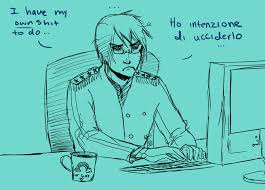 I have my
own shit
to do...
Ho intenzione
di ucciderlo